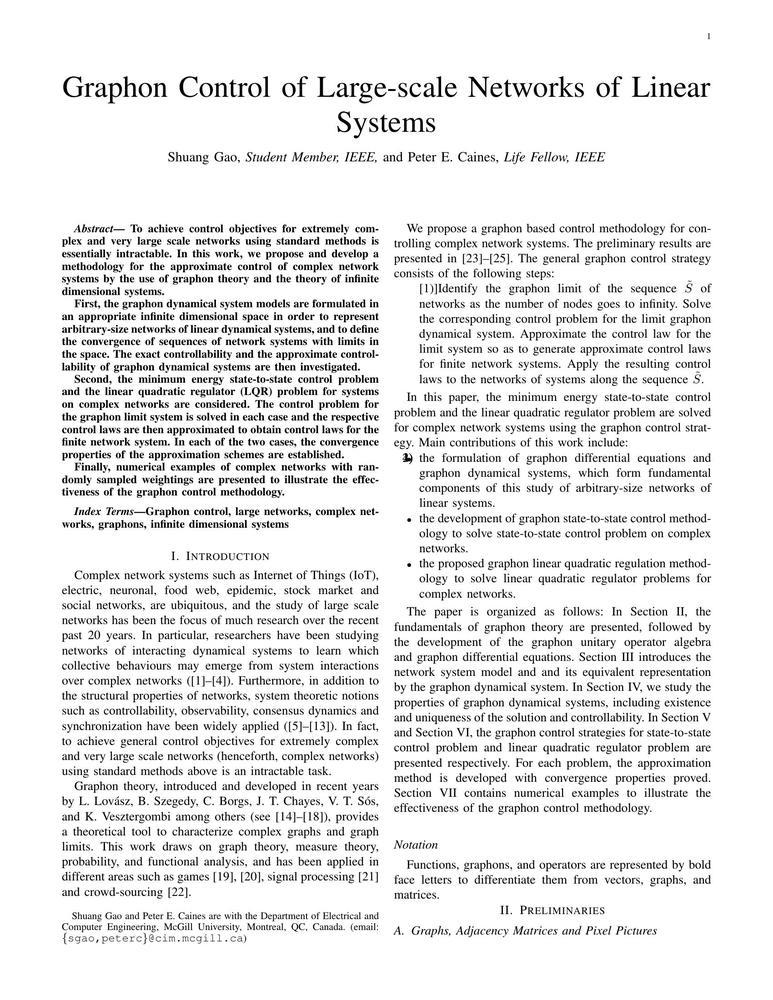 1
Graphon Control of Large-scale Networks of Linear
Systems
Shuang Gao, Student Member, IEEE, and Peter E. Caines, Life Fellow, IEEE
Abstract— To achieve control objectives for extremely com-
plex and very large scale networks using standard methods is
essentially intractable. In this work, we propose and develop a
methodology for the approximate control of complex network
systems by the use of graphon theory and the theory of infinite
dimensional systems.
First, the graphon dynamical system models are formulated in
an appropriate infinite dimensional space in order to represent
arbitrary-size networks of linear dynamical systems, and to define
the convergence of sequences of network systems with limits in
the space. The exact controllability and the approximate control-
lability of graphon dynamical systems are then investigated.
Second, the minimum energy state-to-state control problem
and the linear quadratic regulator (LQR) problem for systems
on complex networks are considered. The control problem for
the graphon limit system is solved in each case and the respective
control laws are then approximated to obtain control laws for the
finite network system. In each of the two cases, the convergence
properties of the approximation schemes are established.
Finally, numerical examples of complex networks with ran-
domly sampled weightings are presented to illustrate the effec-
tiveness of the graphon control methodology.
Index Terms—Graphon control, large networks, complex net-
works, graphons, infinite dimensional systems
I. INTRODUCTION
Complex network systems such as Internet of Things (IoT),
electric, neuronal, food web, epidemic, stock market and
social networks, are ubiquitous, and the study of large scale
networks has been the focus of much research over the recent
past 20 years. In particular, researchers have been studying
networks of interacting dynamical systems to learn which
collective behaviours may emerge from system interactions
over complex networks ([1]–[4]). Furthermore, in addition to
the structural properties of networks, system theoretic notions
such as controllability, observability, consensus dynamics and
synchronization have been widely applied ([5]–[13]). In fact,
to achieve general control objectives for extremely complex
and very large scale networks (henceforth, complex networks)
using standard methods above is an intractable task.
Graphon theory, introduced and developed in recent years
by L. Lovász, B. Szegedy, C. Borgs, J. T. Chayes, V. T. Sós,
and K. Vesztergombi among others (see [14]–[18]), provides
a theoretical tool to characterize complex graphs and graph
limits. This work draws on graph theory, measure theory,
probability, and functional analysis, and has been applied in
different areas such as games [19], [20], signal processing [21]
and crowd-sourcing [22].
Shuang Gao and Peter E. Caines are with the Department of Electrical and
Computer Engineering, McGill University, Montreal, QC, Canada. (email:
{sgao,peterc}@cim.mcgill.ca)
We propose a graphon based control methodology for con-
trolling complex network systems. The preliminary results are
presented in [23]–[25]. The general graphon control strategy
consists of the following steps:
[1)]Identify the graphon limit of the sequence S̃ of
networks as the number of nodes goes to infinity. Solve
the corresponding control problem for the limit graphon
dynamical system. Approximate the control law for the
limit system so as to generate approximate control laws
for finite network systems. Apply the resulting control
laws to the networks of systems along the sequence S̃.
In this paper, the minimum energy state-to-state control
problem and the linear quadratic regulator problem are solved
for complex network systems using the graphon control strat-
egy. Main contributions of this work include:
the formulation of graphon differential equations and
graphon dynamical systems, which form fundamental
components of this study of arbitrary-size networks of
linear systems.
• the development of graphon state-to-state control method-
ology to solve state-to-state control problem on complex
networks.
• the proposed graphon linear quadratic regulation method-
ology to solve linear quadratic regulator problems for
complex networks.
The paper is organized as follows: In Section II, the
fundamentals of graphon theory are presented, followed by
the development of the graphon unitary operator algebra
and graphon differential equations. Section III introduces the
network system model and and its equivalent representation
by the graphon dynamical system. In Section IV, we study the
properties of graphon dynamical systems, including existence
and uniqueness of the solution and controllability. In Section V
and Section VI, the graphon control strategies for state-to-state
control problem and linear quadratic regulator problem are
presented respectively. For each problem, the approximation
method is developed with convergence properties proved.
Section VII contains numerical examples to illustrate the
effectiveness of the graphon control methodology.
Notation
Functions, graphons, and operators are represented by bold
face letters to differentiate them from vectors, graphs, and
matrices.
II. PRELIMINARIES
A. Graphs, Adjacency Matrices and Pixel Pictures